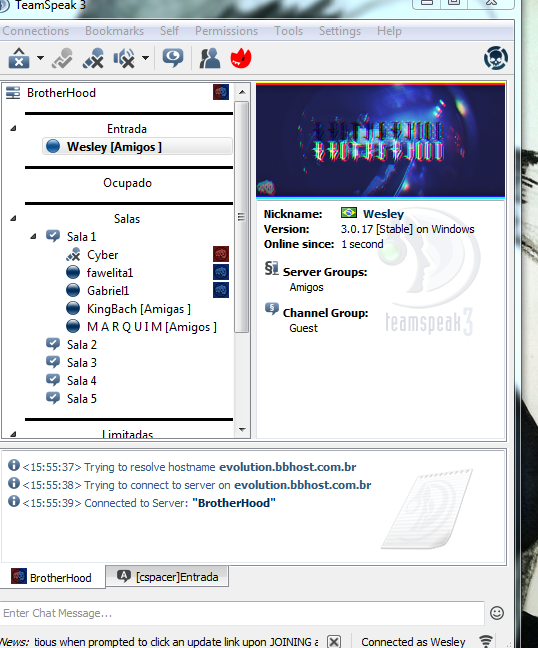 TeamSpeak 3
Connections Bookmarks Self Permissions Tools Settings Help
BrotherHood
Entrada
Wesley [Amigos ]
Ocupado
Salas
Sala 1
Cyber
fawelita1
Gabriel1
KingBach [Amigas ]
M A R Q U I M [Amigos ]
Sala 2
Sala 3
Sala 4
Sala 5
Limitadas
BROTHERHOOD
BROTHERHOOD
Nickname: Wesley
Version: 3.0.17 [Stable] on Windows
Online since: 1 second
Server Groups:
Amigos
Channel Group:
Guest
teamspeak 3
<15:55:37> Trying to resolve hostname evolution.bbhost.com.br
<15:55:38> Trying to connect to server on evolution.bbhost.com.br
<15:55:39> Connected to Server: "BrotherHood"
BrotherHood
[cspacer]Entrada
Enter Chat Message...
News: tious when prompted to click an update link upon JOINING a
Connected as Wesley